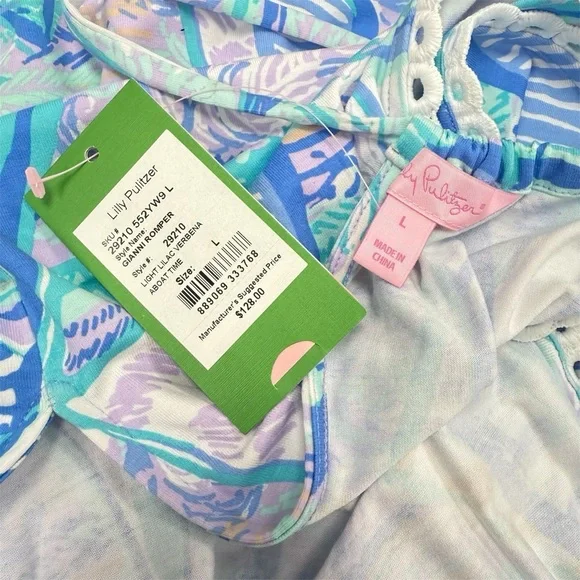 Lilly Pulitzer
SKU #
29210 552YW9 L
Style Name:
GIANNI ROMPER
Style #: 29210
LIGHT LILAC VERBENA
ABOAT TIME
Size: L
889069 333768
Manufacturer's Suggested Price
$128.00
ly Pulitzer
L
MADE IN
CHINA